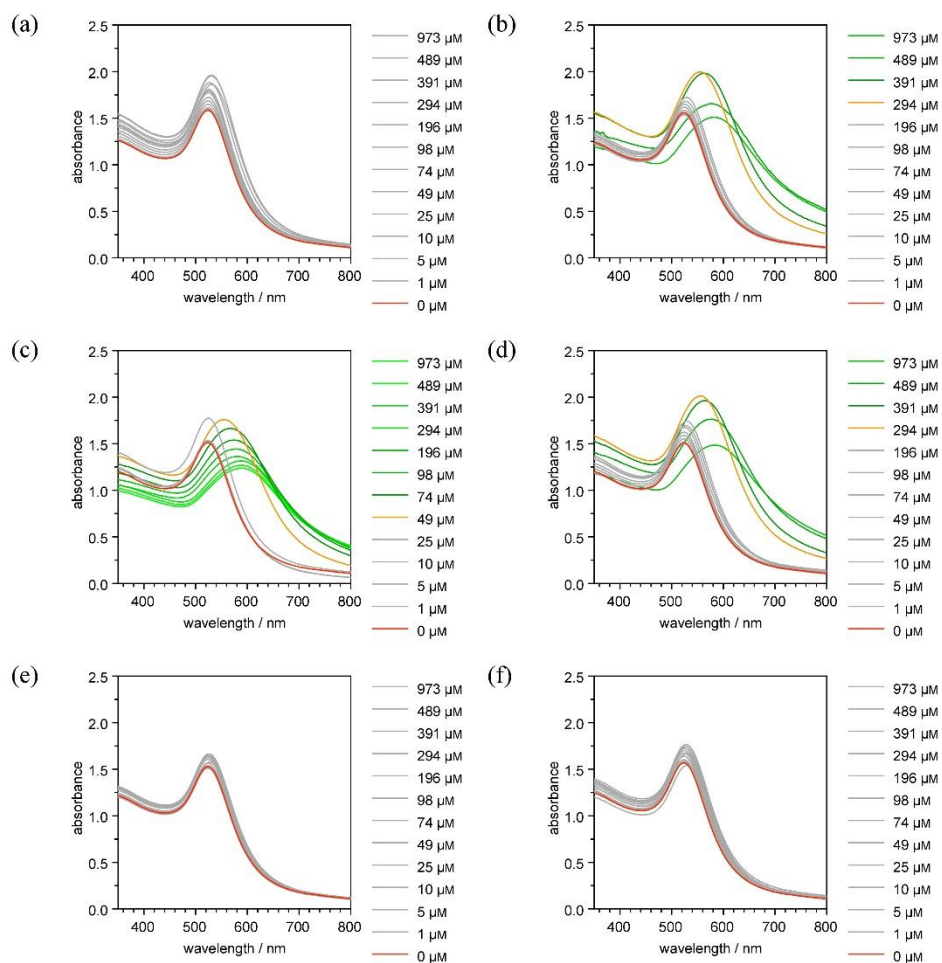 (a)
2.5
2.0
1.5
1.0
0.5
0.0
absorbance
400 500 600 700 800
wavelength / nm
973 µM
489 µM
391 µM
294 µM
196 µM
98 µM
74 µM
49 µM
25 µM
10 µM
5 µM
1 µM
0 µM
(b)
2.5
2.0
1.5
1.0
0.5
0.0
absorbance
400 500 600 700 800
wavelength / nm
973 µM
489 µM
391 µM
294 µM
196 µM
98 µM
74 µM
49 µM
25 µM
10 µM
5 µM
1 µM
0 µM
(c)
2.5
2.0
1.5
1.0
0.5
0.0
absorbance
400 500 600 700 800
wavelength / nm
973 µM
489 µM
391 µM
294 µM
196 µM
98 µM
74 µM
49 µM
25 µM
10 µM
5 µM
1 µM
0 µM
(d)
2.5
2.0
1.5
1.0
0.5
0.0
absorbance
400 500 600 700 800
wavelength / nm
973 µM
489 µM
391 µM
294 µM
196 µM
98 µM
74 µM
49 µM
25 µM
10 µM
5 µM
1 µM
0 µM
(e)
2.5
2.0
1.5
1.0
0.5
0.0
absorbance
400 500 600 700 800
wavelength / nm
973 µM
489 µM
391 µM
294 µM
196 µM
98 µM
74 µM
49 µM
25 µM
10 µM
5 µM
1 µM
0 µM
(f)
2.5
2.0
1.5
1.0
0.5
0.0
absorbance
400 500 600 700 800
wavelength / nm
973 µM
489 µM
391 µM
294 µM
196 µM
98 µM
74 µM
49 µM
25 µM
10 µM
5 µM
1 µM
0 µM